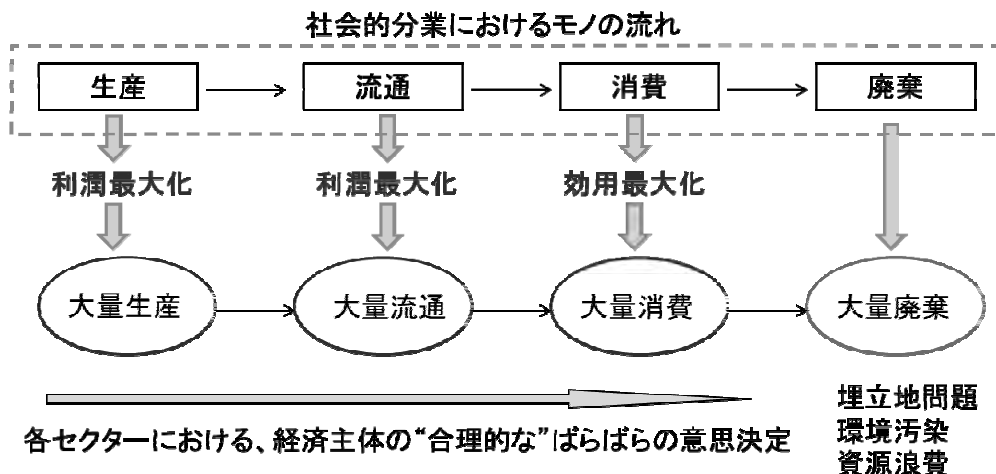 社会的分業におけるモノの流れ
生産 流通 消費 廃棄
利潤最大化 利潤最大化 効用最大化
大量生産 大量流通 大量消費 大量廃棄
各セクターにおける、経済主体の“合理的な”ばらばらの意思決定
埋立地問題
環境汚染
資源浪費